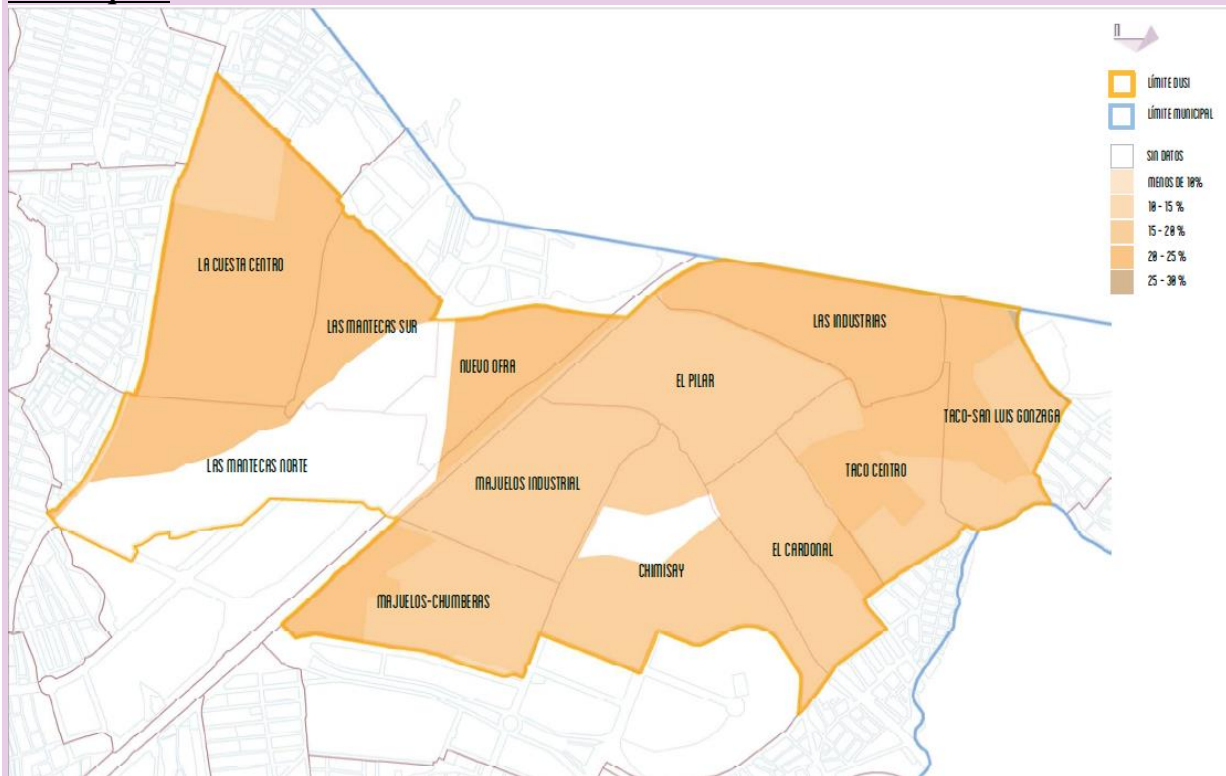 N
LÍMITE DUSI
LÍMITE MUNICIPAL
SIN DATOS
MENOS DE 10%
10 - 15 %
15 - 20 %
20 - 25 %
25 - 30 %
LA CUESTA CENTRO
LAS MANTECAS SUR
NUEVO OFRA
LAS INDUSTRIAS
EL PILAR
TACO-SAN LUIS GONZAGA
LAS MANTECAS NORTE
MAJUELOS INDUSTRIAL
TACO CENTRO
EL CARDONAL
CHIMISAY
MAJUELOS-CHUMBERAS